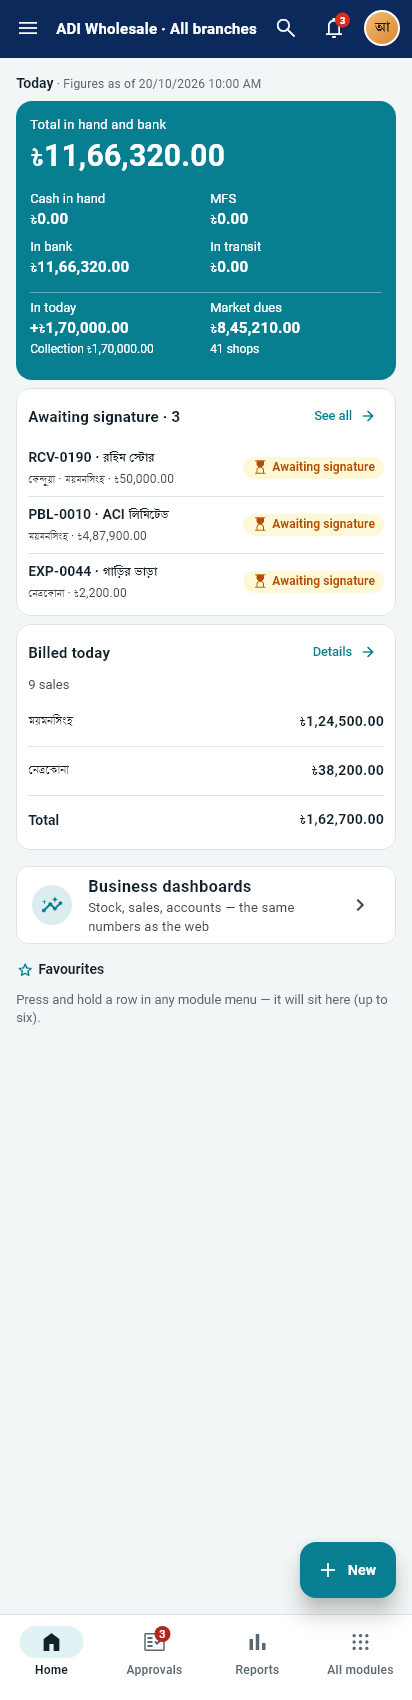 ADI Wholesale · All branches
3
আ
Today · Figures as of 20/10/2026 10:00 AM
Total in hand and bank
৳11,66,320.00
Cash in hand
৳0.00
MFS
৳0.00
In bank
৳11,66,320.00
In transit
৳0.00
In today
+৳1,70,000.00
Collection ৳1,70,000.00
Market dues
৳8,45,210.00
41 shops
Awaiting signature · 3
See all
RCV-0190 · রহিম স্টোর
কেন্দুয়া · ময়মনসিংহ · ৳50,000.00
Awaiting signature
PBL-0010 · ACI লিমিটেড
ময়মনসিংহ · ৳4,87,900.00
Awaiting signature
EXP-0044 · গাড়ির ভাড়া
নেত্রকোনা · ৳2,200.00
Awaiting signature
Billed today
Details
9 sales
ময়মনসিংহ
৳1,24,500.00
নেত্রকোনা
৳38,200.00
Total
৳1,62,700.00
Business dashboards
Stock, sales, accounts — the same
numbers as the web
Favourites
Press and hold a row in any module menu — it will sit here (up to
six).
New
3
Home
Approvals
Reports
All modules